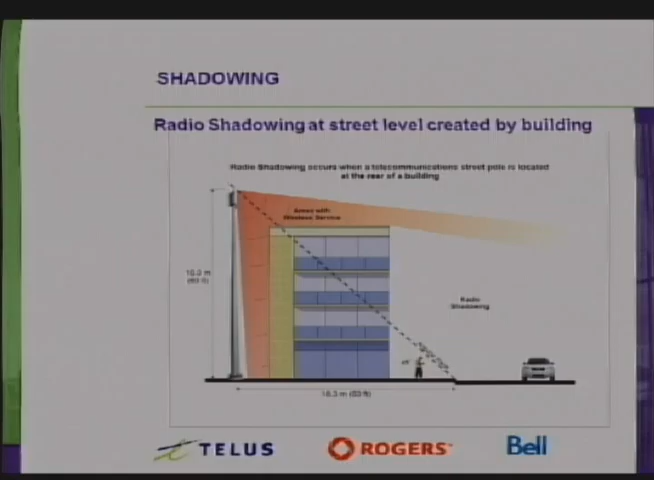 SHADOWING
Radio Shadowing at street level created by building
Radio Shadowing occurs when a telecommunications street pole is located
at the rear of a building
Areas with
Wireless Service
Radio
Shadowing
TELUS
ROGERS
Bell